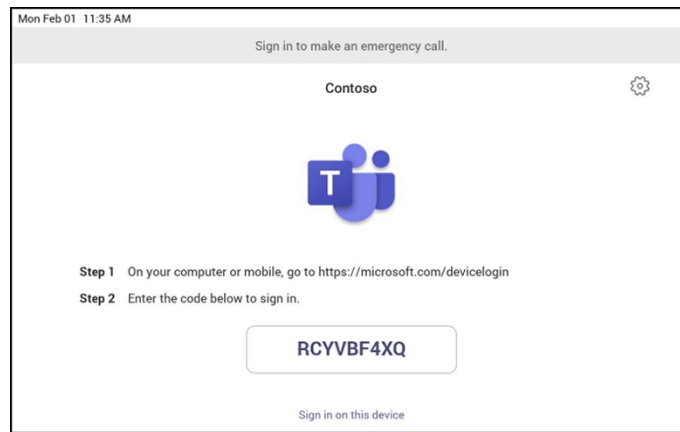 Mon Feb 01 11:35 AM
Sign in to make an emergency call.
Contoso
T
Step 1 On your computer or mobile, go to https://microsoft.com/devicelogin
Step 2 Enter the code below to sign in.
RCYVBF4XQ
Sign in on this device